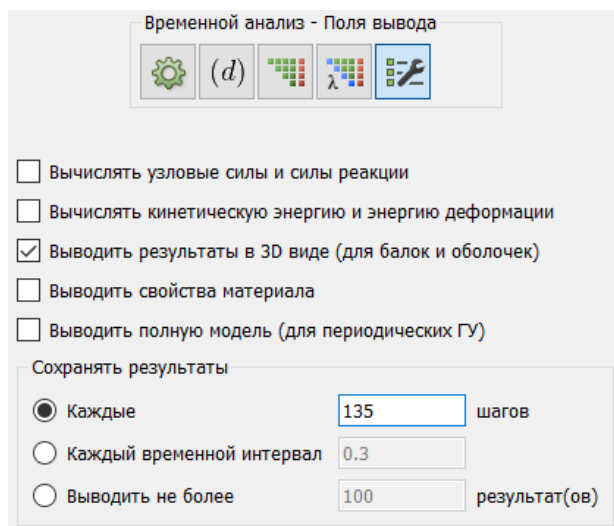 Временной анализ - Поля вывода
(d)
λ
Вычислять узловые силы и силы реакции
Вычислять кинетическую энергию и энергию деформации
Выводить результаты в 3D виде (для балок и оболочек)
Выводить свойства материала
Выводить полную модель (для периодических ГУ)
Сохранять результаты
Каждые 135 шагов
Каждый временной интервал 0.3
Выводить не более 100 результат(ов)